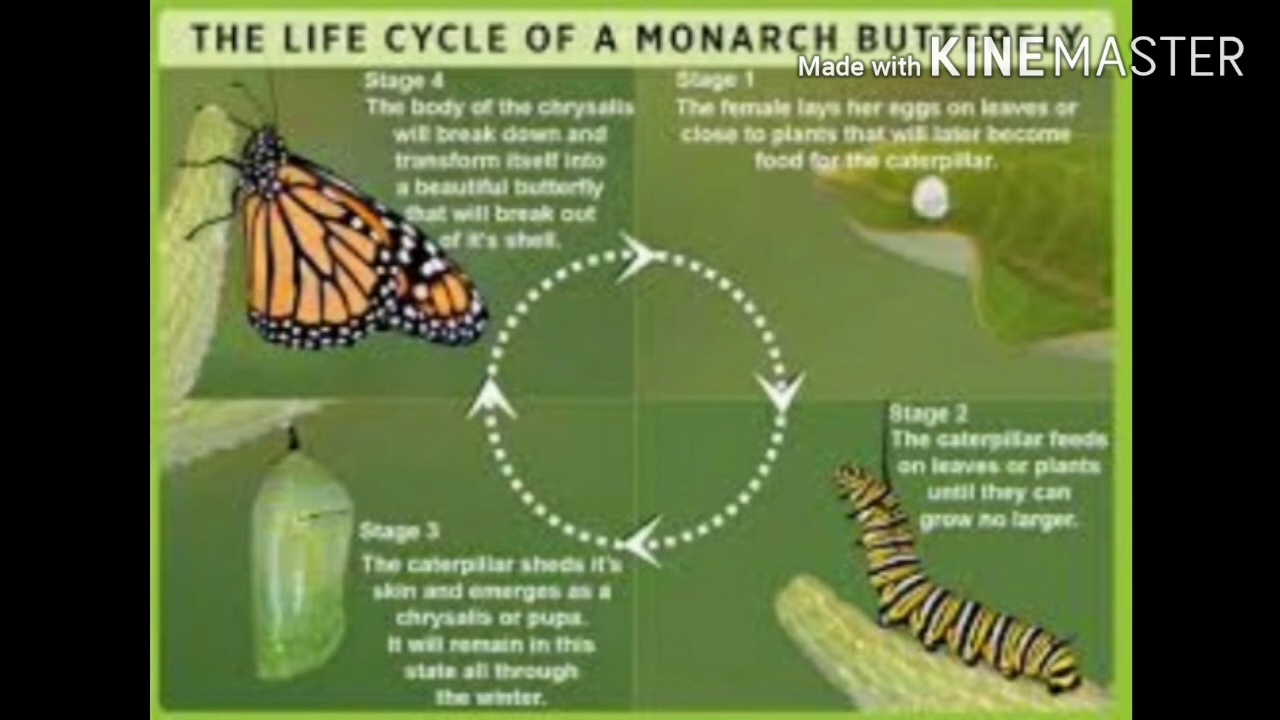 THE LIFE CYCLE OF A MONARCH BUTTERFLY
Made with KINEMASTER
Stage 4
The body of the chrysalis
will break down and
transform itself into
a beautiful butterfly
that will break out
of it's shell.
Stage 1
The female lays her eggs on leaves or
close to plants that will later become
food for the caterpillar.
Stage 2
The caterpillar feeds
on leaves or plants
until they can
grow no larger.
Stage 3
The caterpillar sheds it's
skin and emerges as a
chrysalis or pupa.
It will remain in this
state all through
the winter.